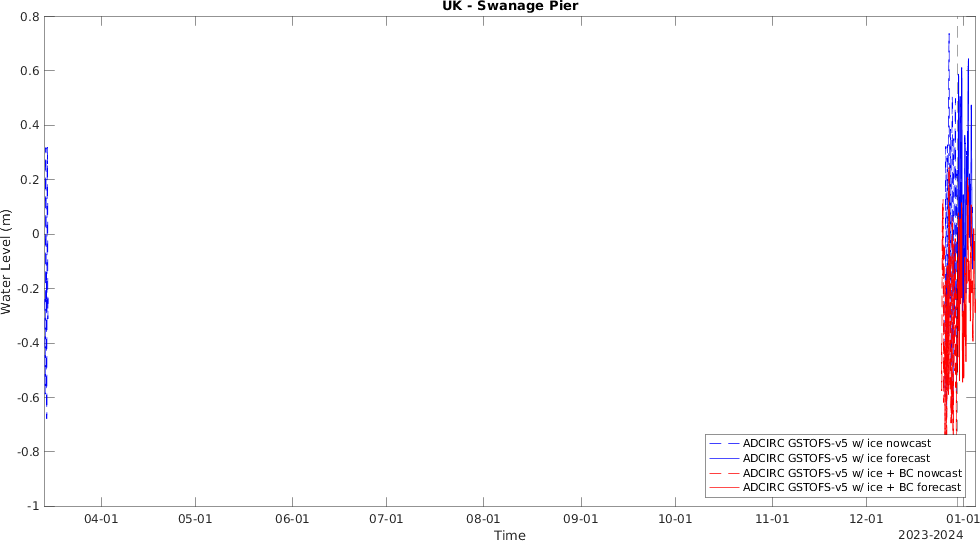 UK - Swanage Pier
0.8
0.6
0.4
0.2
0
-0.2
-0.4
-0.6
-0.8
-1
Water Level (m)
ADCIRC GSTOFS-v5 w/ ice nowcast
ADCIRC GSTOFS-v5 w/ ice forecast
ADCIRC GSTOFS-v5 w/ ice + BC nowcast
ADCIRC GSTOFS-v5 w/ ice + BC forecast
04-01 05-01 06-01 07-01 08-01 09-01 10-01 11-01 12-01 01-01
Time
2023-2024